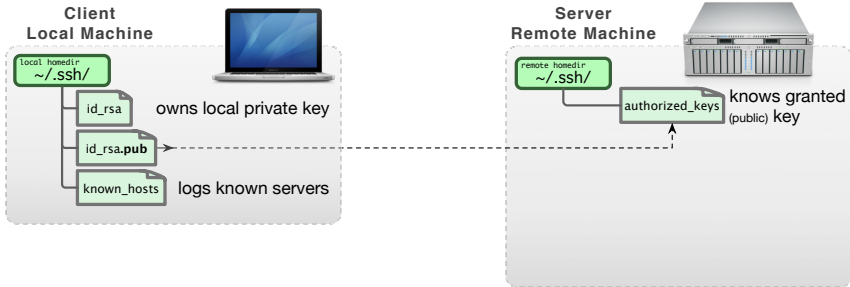 Client
Local Machine
local homedir
~/.ssh/
id_rsa
owns local private key
id_rsa.pub
known_hosts
logs known servers
Server
Remote Machine
remote homedir
~/.ssh/
authorized_keys
knows granted
(public) key